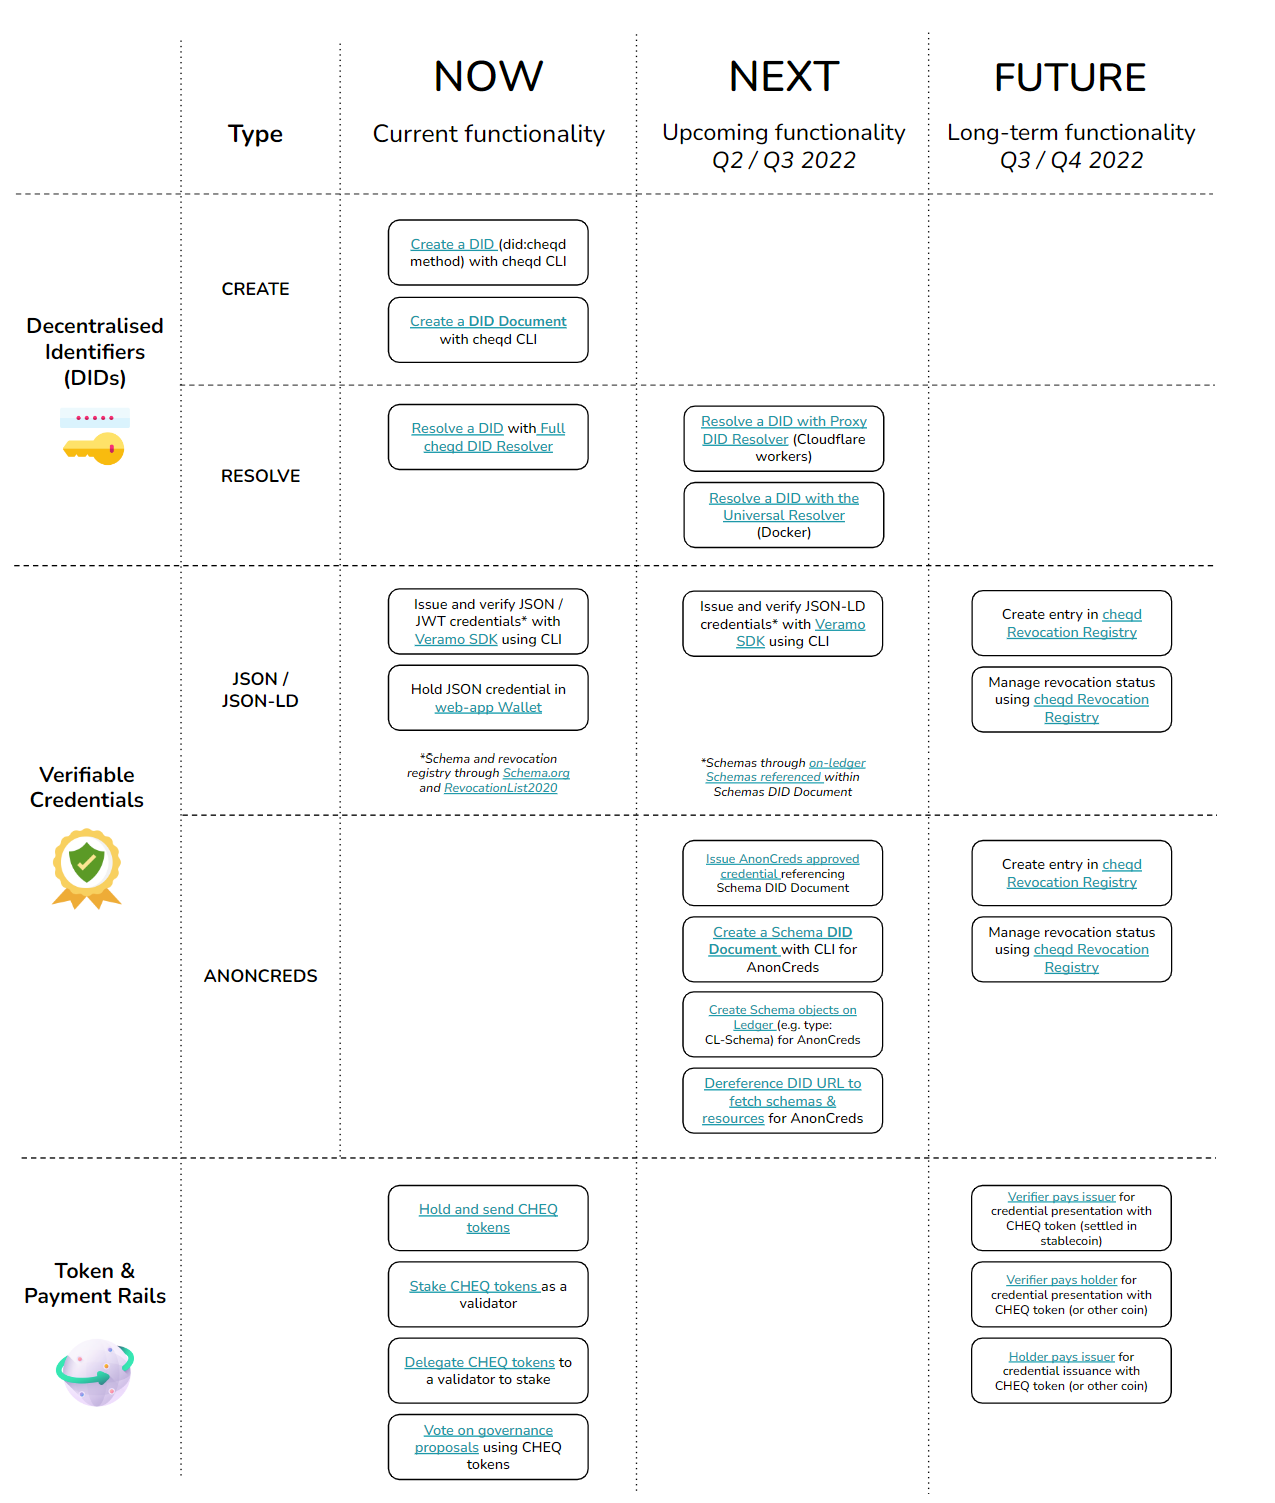 NOW
NEXT
FUTURE
Type
Current functionality
Upcoming functionality
Q2 / Q3 2022
Long-term functionality
Q3 / Q4 2022
Decentralised
Identifiers
(DIDs)
CREATE
Create a DID (did:cheqd
method) with cheqd CLI
Create a DID Document
with cheqd CLI
RESOLVE
Resolve a DID with Full
cheqd DID Resolver
Resolve a DID with Proxy
DID Resolver (Cloudflare
workers)
Resolve a DID with the
Universal Resolver
(Docker)
Verifiable
Credentials
JSON /
JSON-LD
Issue and verify JSON /
JWT credentials* with
Veramo SDK using CLI
Hold JSON credential in
web-app Wallet
*Schema and revocation
registry through Schema.org
and RevocationList2020
Issue and verify JSON-LD
credentials* with Veramo
SDK using CLI
*Schemas through on-ledger
Schemas referenced within
Schemas DID Document
Create entry in cheqd
Revocation Registry
Manage revocation status
using cheqd Revocation
Registry
ANONCREDS
Issue AnonCreds approved
credential referencing
Schema DID Document
Create a Schema DID
Document with CLI for
AnonCreds
Create Schema objects on
Ledger (e.g. type:
CL-Schema) for AnonCreds
Dereference DID URL to
fetch schemas &
resources for AnonCreds
Create entry in cheqd
Revocation Registry
Manage revocation status
using cheqd Revocation
Registry
Token &
Payment Rails
Hold and send CHEQ
tokens
Stake CHEQ tokens as a
validator
Delegate CHEQ tokens to
a validator to stake
Vote on governance
proposals using CHEQ
tokens
Verifier pays issuer for
credential presentation with
CHEQ token (settled in
stablecoin)
Verifier pays holder for
credential presentation with
CHEQ token (or other coin)
Holder pays issuer for
credential issuance with
CHEQ token (or other coin)